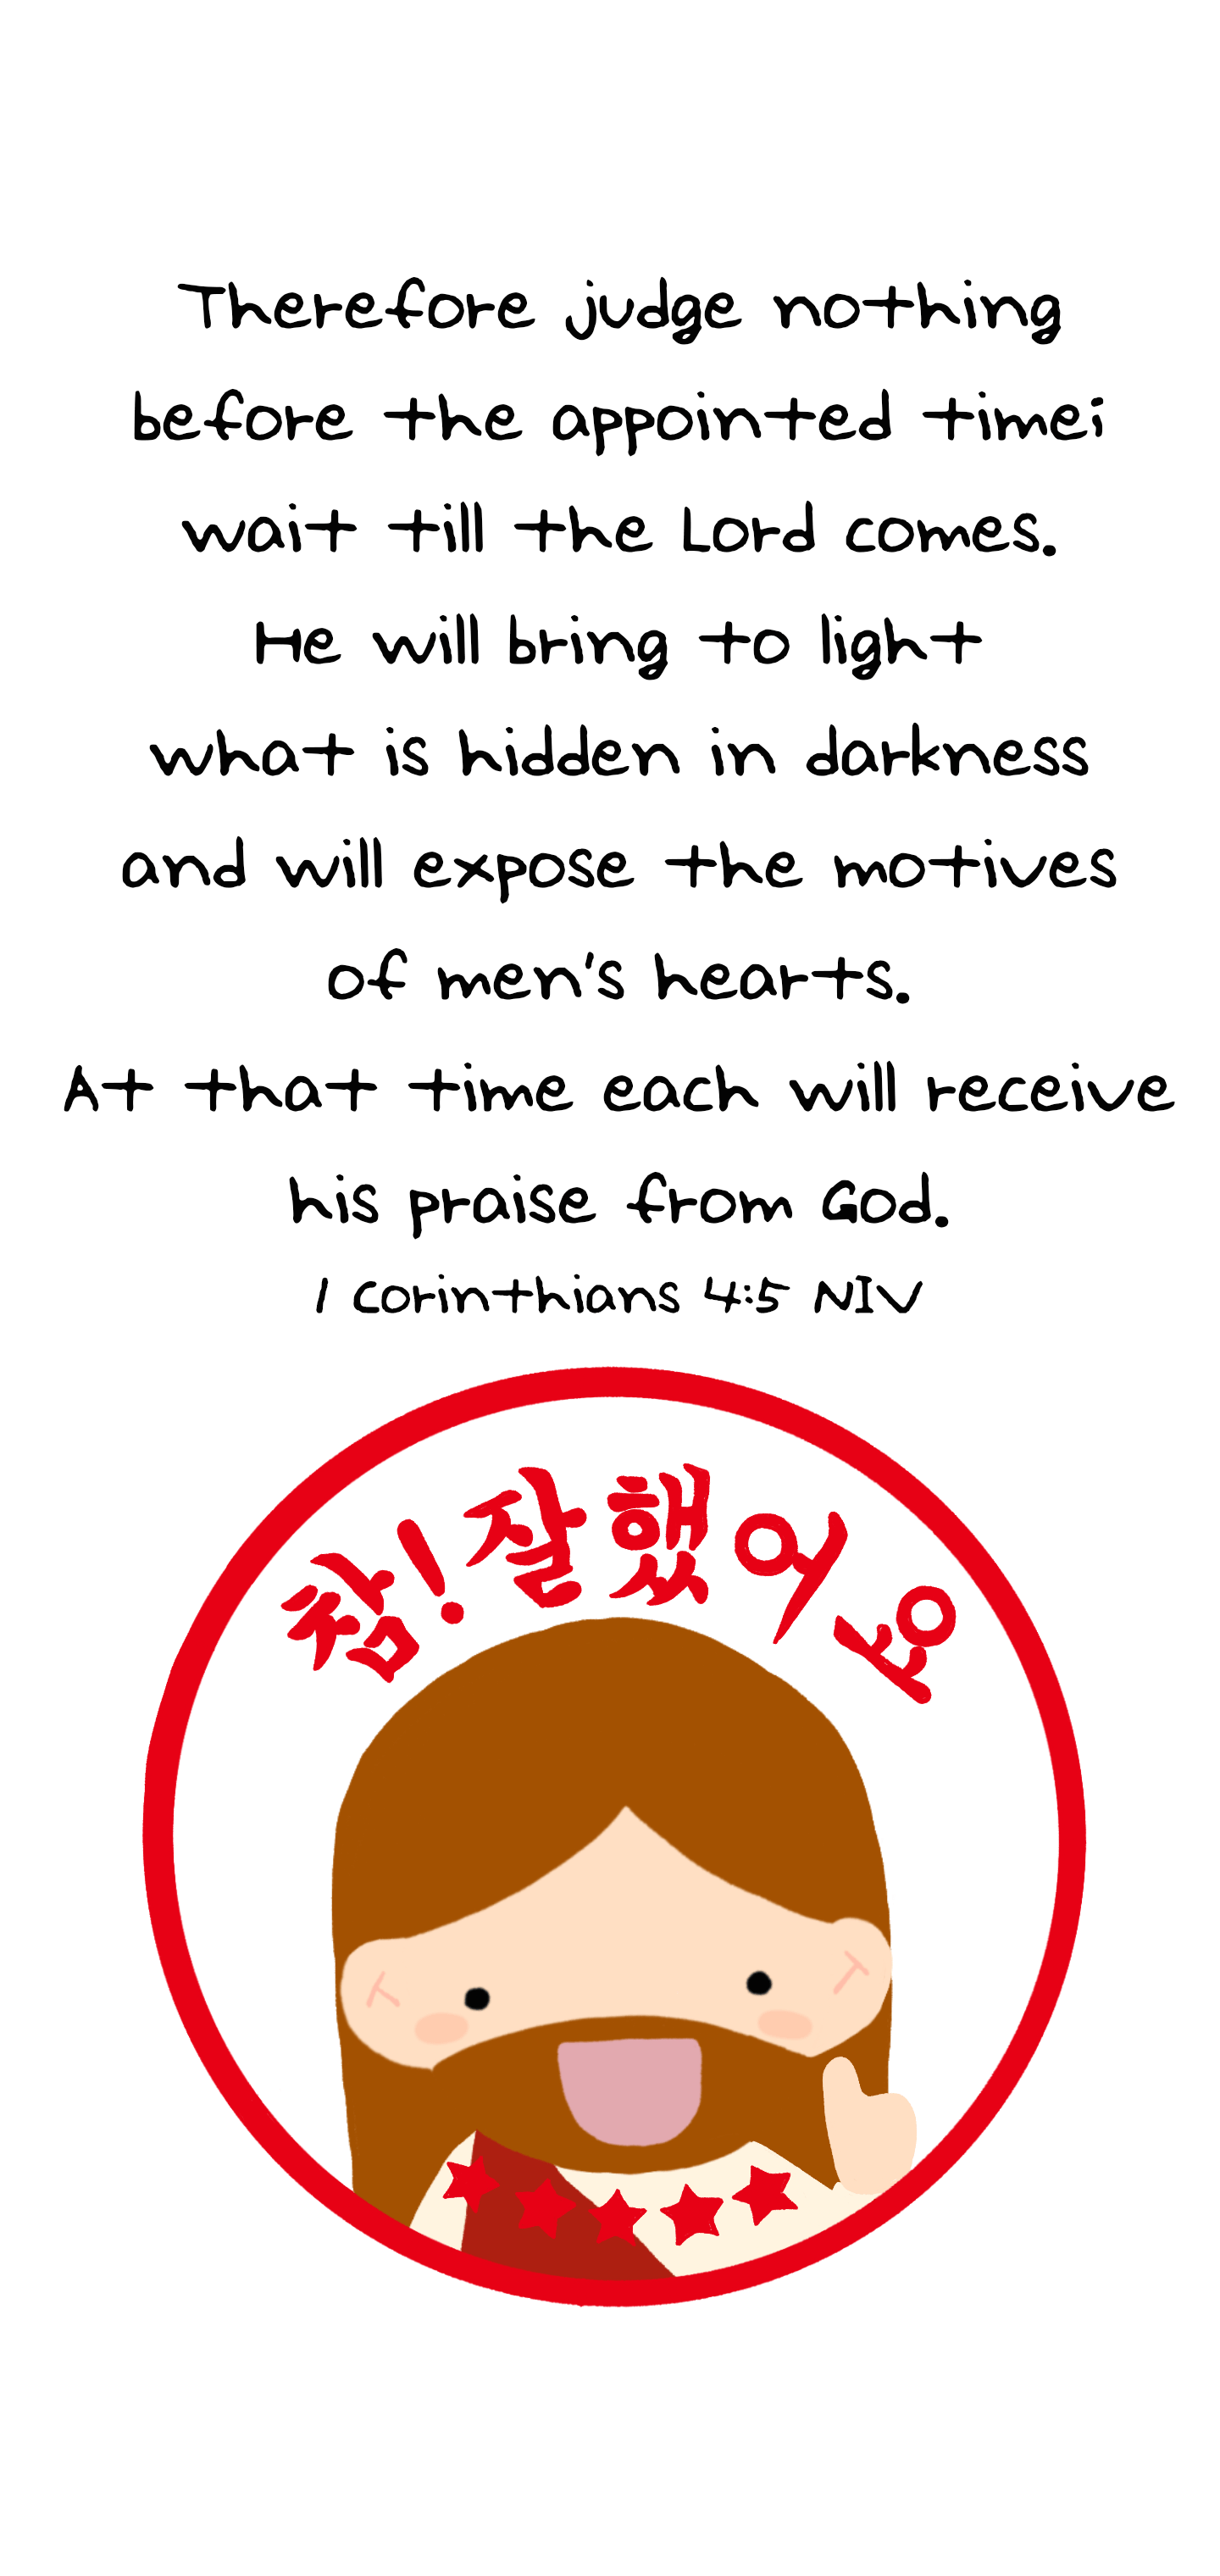 Therefore judge nothing
before the appointed time;
wait till the Lord comes.
He will bring to light
what is hidden in darkness
and will expose the motives
of men's hearts.
At that time each will receive
his praise from God.
1 Corinthians 4:5 NIV
참!잘했어요